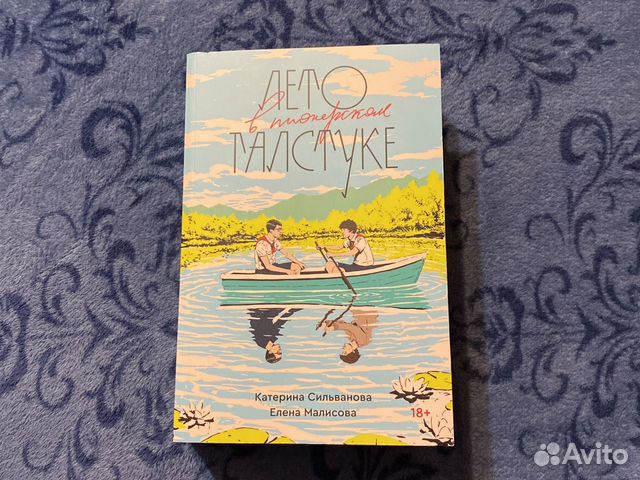 ЛЕТО
в пионерском
ГАЛСТУКЕ
Катерина Сильванова
Елена Малисова
18+
Avito